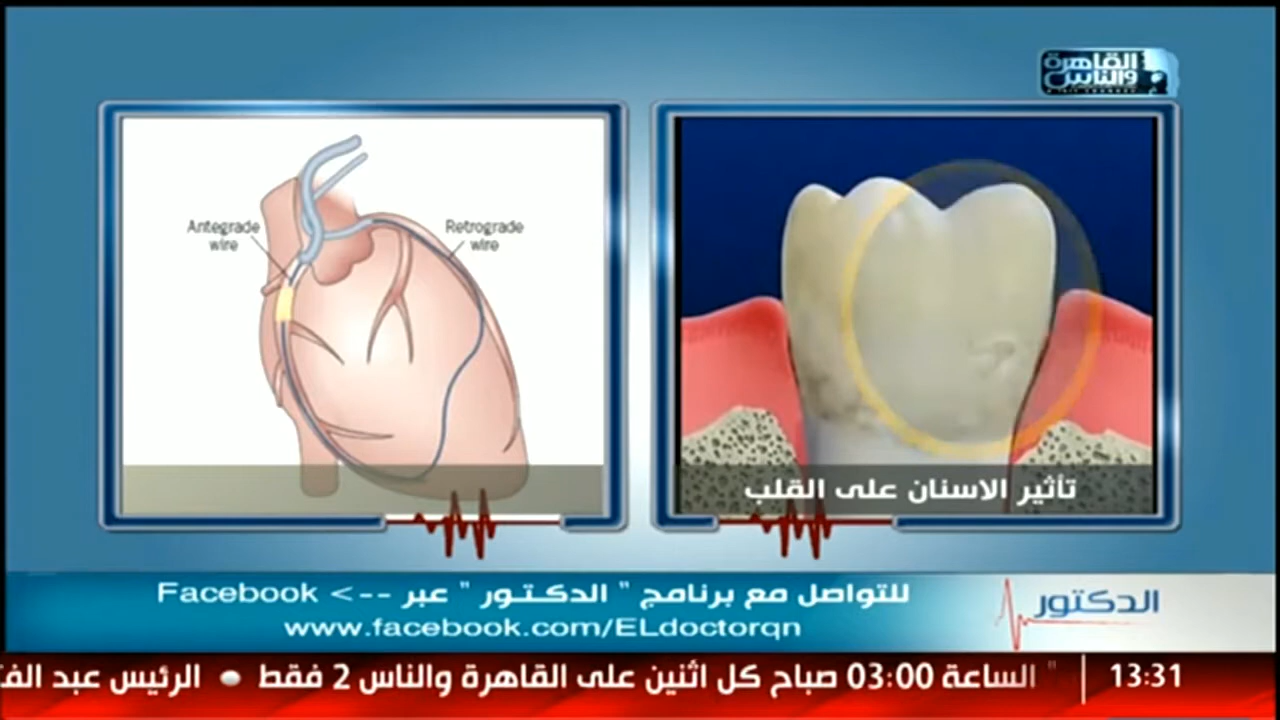 القاهرة
والناس
Antegrade
wire
Retrograde
wire
تأثير الاسنان على القلب
للتواصل مع برنامج " الدكتور " عبر --> Facebook
www.facebook.com/ELdoctorqn
الدكتور
13:31
" الساعة 03:00 صباح كل اثنين على القاهرة والناس 2 فقط • الرئيس عبد